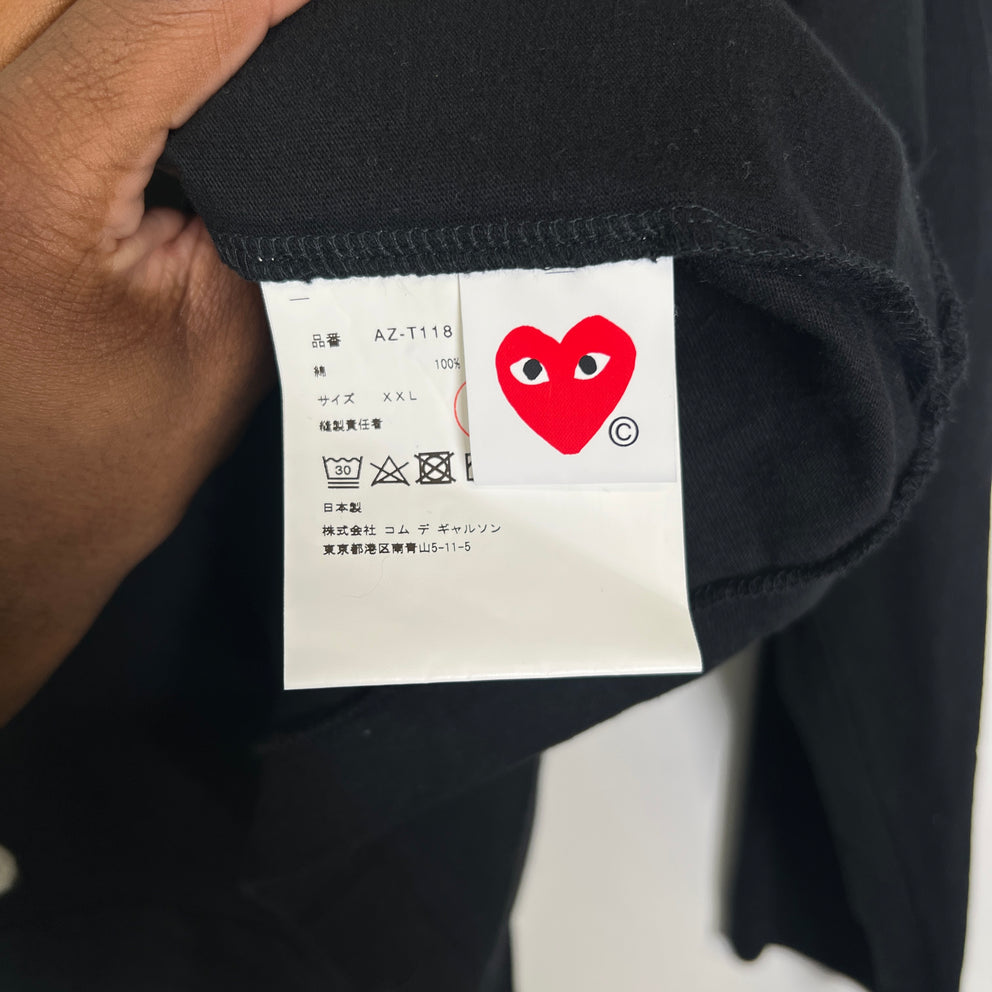 品番 AZ-T118
綿 100%
サイズ XXL
縫製責任者
30
日本製
株式会社 コム デ ギャルソン
東京都港区南青山5-11-5
©